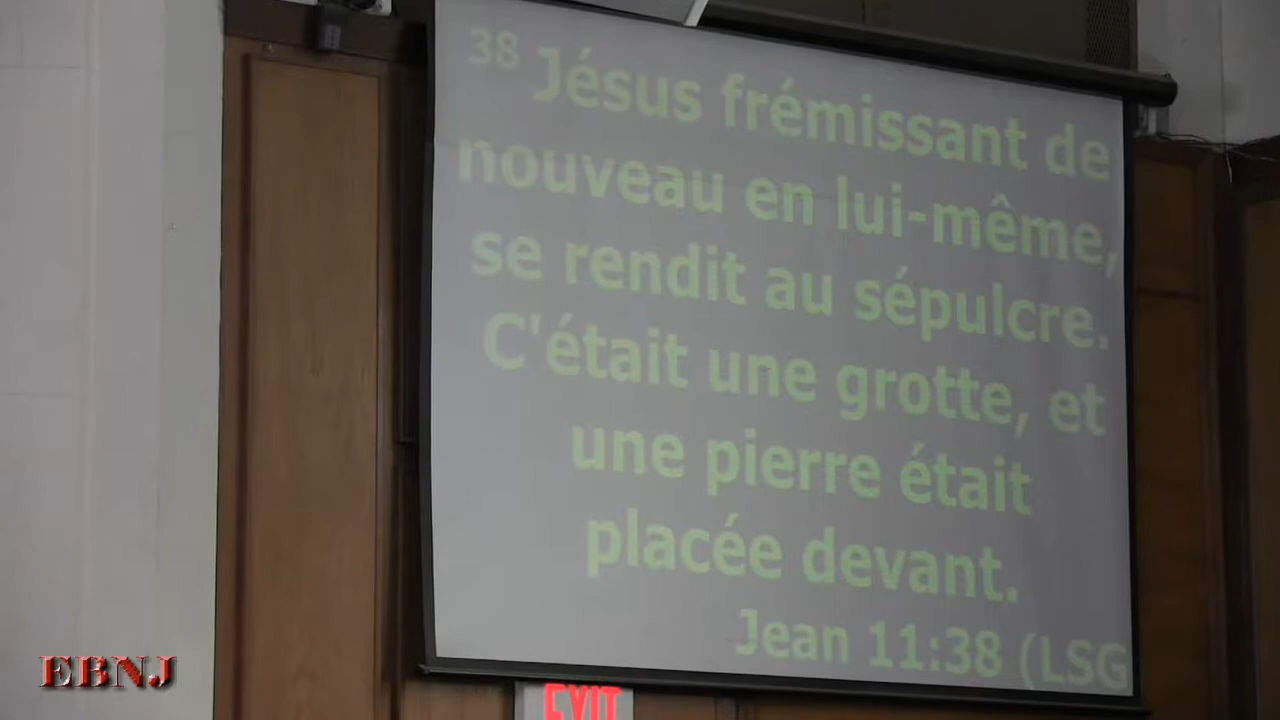 38 Jésus frémissant de
nouveau en lui-même,
se rendit au sépulcre.
C'était une grotte, et
une pierre était
placée devant.
Jean 11:38 (LSG
EBNJ
EXIT